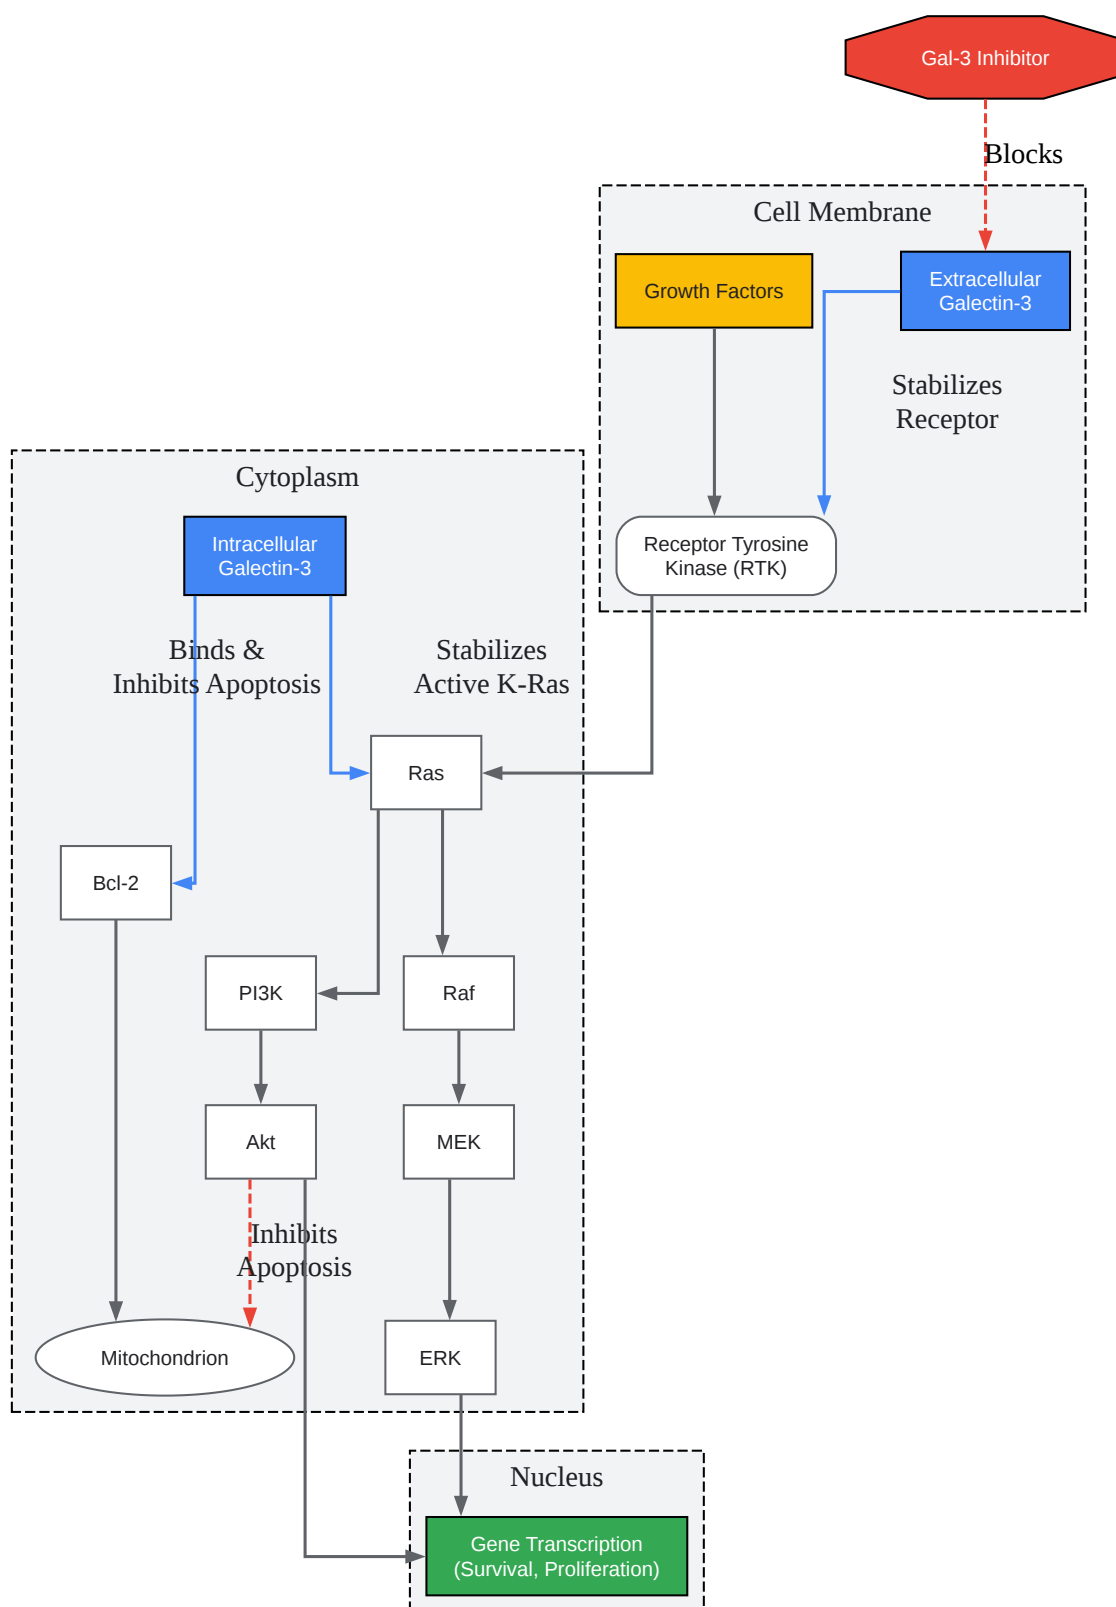 Gal-3 Inhibitor
Blocks
Cell Membrane
Growth Factors
Extracellular
Galectin-3
Stabilizes
Receptor
Receptor Tyrosine
Kinase (RTK)
Cytoplasm
Intracellular
Galectin-3
Binds &
Inhibits Apoptosis
Stabilizes
Active K-Ras
Ras
Bcl-2
PI3K
Raf
Akt
MEK
Inhibits
Apoptosis
Mitochondrion
ERK
Nucleus
Gene Transcription
(Survival, Proliferation)